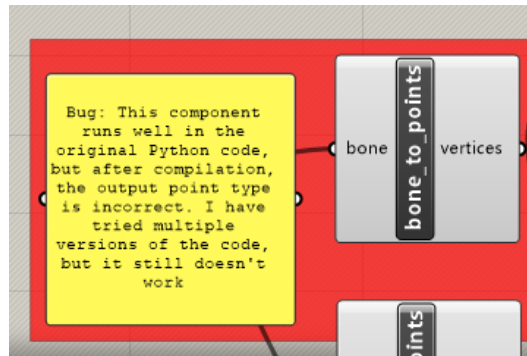 Bug: This component
runs well in the
original Python code,
but after compilation,
the output point type
is incorrect. I have
tried multiple
versions of the code,
but it still doesn't
work
bone
bone_to_points
vertices
ints